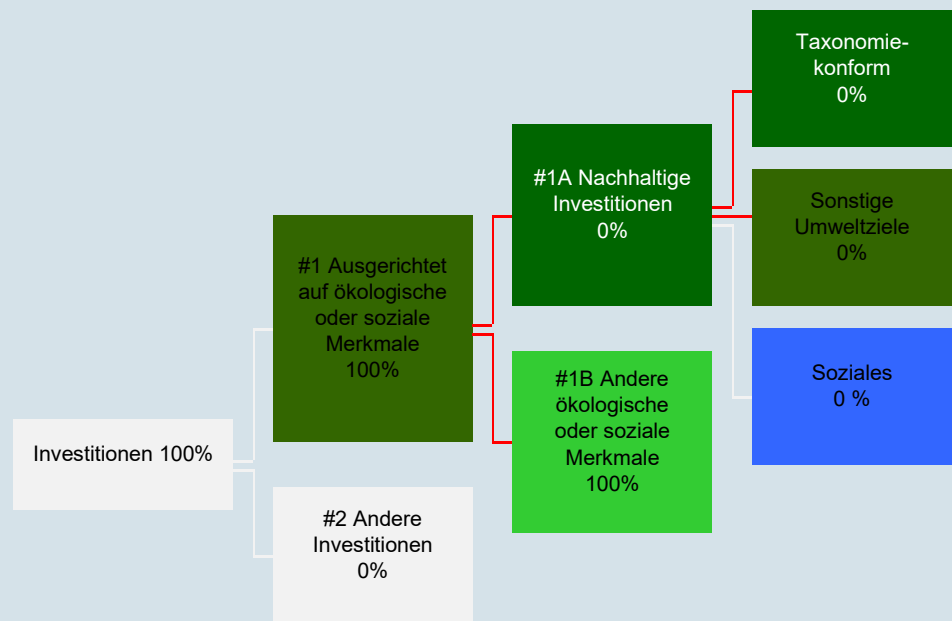 Investitionen 100%
#1 Ausgerichtet
auf ökologische
oder soziale
Merkmale
100%
#2 Andere
Investitionen
0%
#1A Nachhaltige
Investitionen
0%
#1B Andere
ökologische
oder soziale
Merkmale
100%
Taxonomie-
konform
0%
Sonstige
Umweltziele
0%
Soziales
0 %